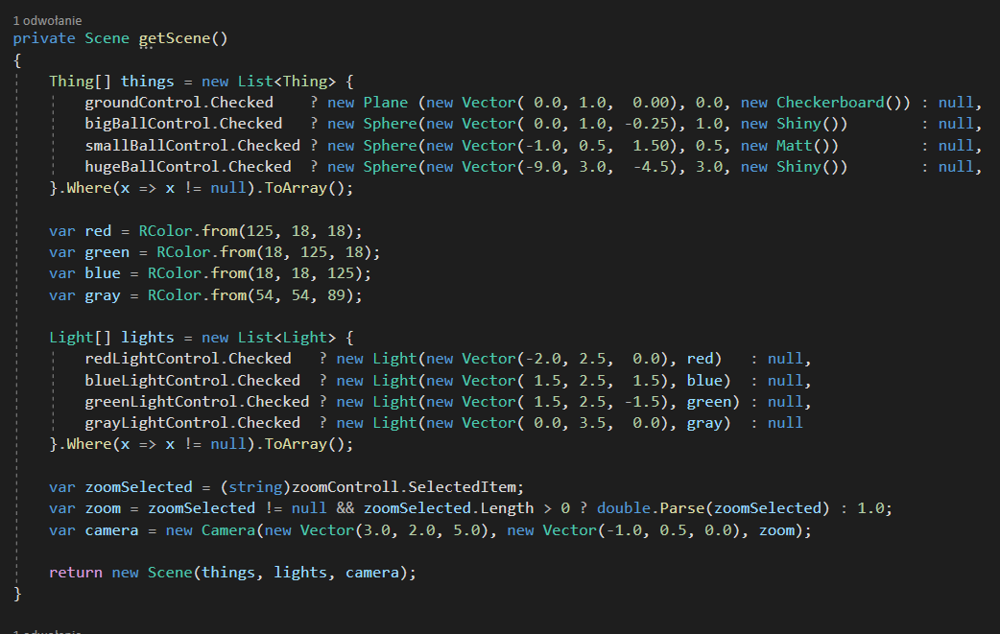 1 odwołanie
private Scene getScene()
{
    Thing[] things = new List<Thing> {
        groundControl.Checked    ? new Plane (new Vector( 0.0, 1.0,  0.00), 0.0, new Checkerboard()) : null,
        bigBallControl.Checked   ? new Sphere(new Vector( 0.0, 1.0, -0.25), 1.0, new Shiny())        : null,
        smallBallControl.Checked ? new Sphere(new Vector(-1.0, 0.5,  1.50), 0.5, new Matt())         : null,
        hugeBallControl.Checked  ? new Sphere(new Vector(-9.0, 3.0,  -4.5), 3.0, new Shiny())        : null,
    }.Where(x => x != null).ToArray();
    var red = RColor.from(125, 18, 18);
    var green = RColor.from(18, 125, 18);
    var blue = RColor.from(18, 18, 125);
    var gray = RColor.from(54, 54, 89);
    Light[] lights = new List<Light> {
        redLightControl.Checked   ? new Light(new Vector(-2.0, 2.5,  0.0), red)   : null,
        blueLightControl.Checked  ? new Light(new Vector( 1.5, 2.5,  1.5), blue)  : null,
        greenLightControl.Checked ? new Light(new Vector( 1.5, 2.5, -1.5), green) : null,
        grayLightControl.Checked  ? new Light(new Vector( 0.0, 3.5,  0.0), gray)  : null
    }.Where(x => x != null).ToArray();
    var zoomSelected = (string)zoomControll.SelectedItem;
    var zoom = zoomSelected != null && zoomSelected.Length > 0 ? double.Parse(zoomSelected) : 1.0;
    var camera = new Camera(new Vector(3.0, 2.0, 5.0), new Vector(-1.0, 0.5, 0.0), zoom);
    return new Scene(things, lights, camera);
}
1 odwołanie